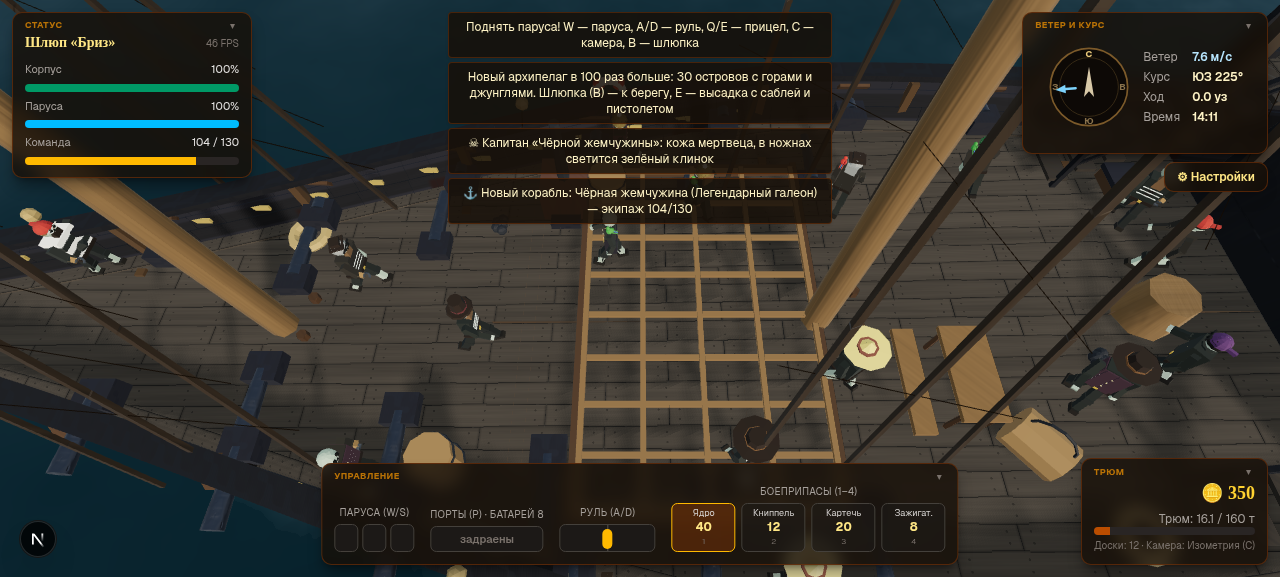 СТАТУС
Шлюп «Бриз»
46 FPS
Корпус 100%
Паруса 100%
Команда 104 / 130
Поднять паруса! W — паруса, A/D — руль, Q/E — прицел, C —
камера, B — шлюпка
Новый архипелаг в 100 раз больше: 30 островов с горами и
джунглями. Шлюпка (B) — к берегу, E — высадка с саблей и
пистолетом
☠ Капитан «Чёрной жемчужины»: кожа мертвеца, в ножнах
светится зелёный клинок
⚓ Новый корабль: Чёрная жемчужина (Легендарный галеон)
— экипаж 104/130
ВЕТЕР И КУРС
С
З
В
Ю
Ветер 7.6 м/с
Курс ЮЗ 225°
Ход 0.0 уз
Время 14:11
⚙ Настройки
УПРАВЛЕНИЕ
ПАРУСА (W/S)
ПОРТЫ (P) · БАТАРЕЙ 8
задраены
РУЛЬ (A/D)
БОЕПРИПАСЫ (1–4)
Ядро
40
1
Книппель
12
2
Картечь
20
3
Зажигат.
8
4
ТРЮМ
🪙 350
Трюм: 16.1 / 160 т
Доски: 12 · Камера: Изометрия (C)
N